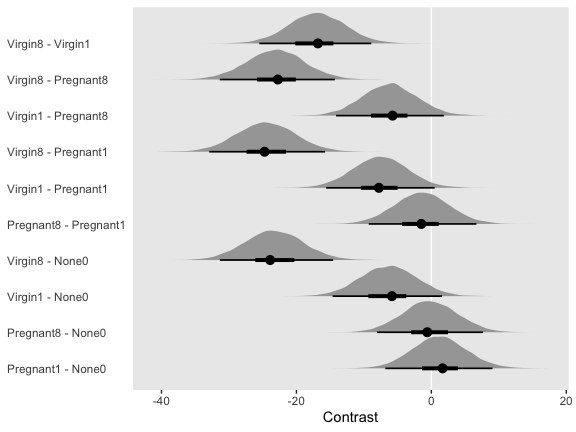 Virgin8 - Virgin1
Virgin8 - Pregnant8
Virgin1 - Pregnant8
Virgin8 - Pregnant1
Virgin1 - Pregnant1
Pregnant8 - Pregnant1
Virgin8 - None0
Virgin1 - None0
Pregnant8 - None0
Pregnant1 - None0
-40 -20 0 20
Contrast